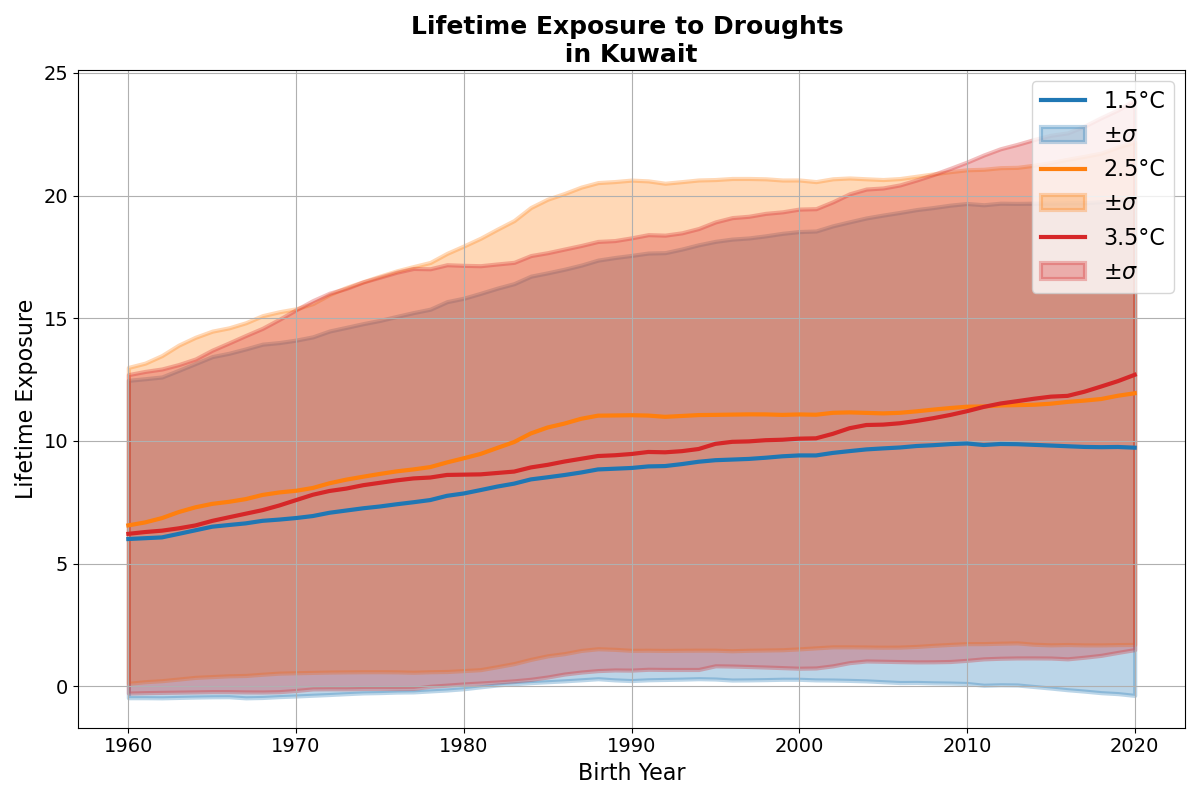 Lifetime Exposure to Droughts
in Kuwait
25
20
15
10
5
0
Lifetime Exposure
1960
1970
1980
1990
2000
2010
2020
Birth Year
1.5°C
±σ
2.5°C
±σ
3.5°C
±σ